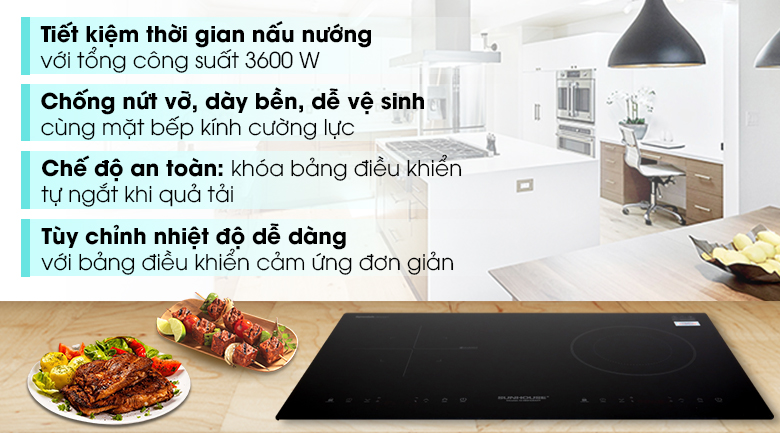 Tiết kiệm thời gian nấu nướng
với tổng công suất 3600 W
Chống nứt vỡ, dày bền, dễ vệ sinh
cùng mặt bếp kính cường lực
Chế độ an toàn: khóa bảng điều khiển
tự ngắt khi quả tải
Tùy chỉnh nhiệt độ dễ dàng
với bảng điều khiển cảm ứng đơn giản
SUNHOUSE